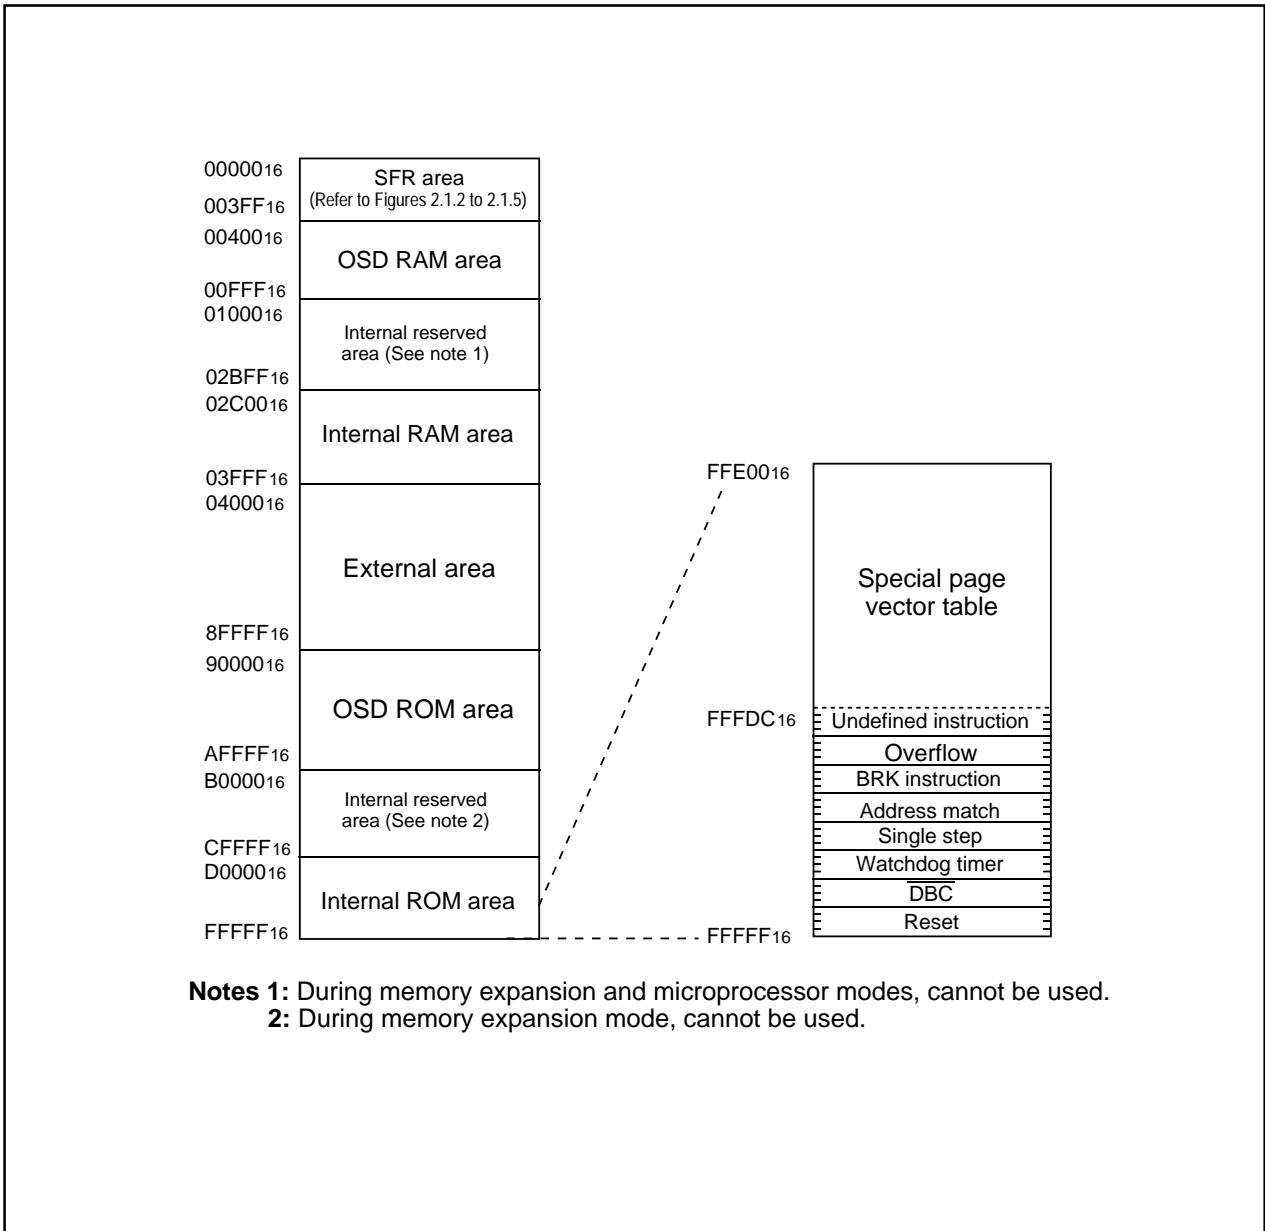 00000₁₆
SFR area
(Refer to Figures 2.1.2 to 2.1.5)
003FF₁₆
00400₁₆
OSD RAM area
00FFF₁₆
01000₁₆
Internal reserved
area (See note 1)
02BFF₁₆
02C00₁₆
Internal RAM area
03FFF₁₆
04000₁₆
External area
8FFFF₁₆
90000₁₆
OSD ROM area
AFFFF₁₆
B0000₁₆
Internal reserved
area (See note 2)
CFFFF₁₆
D0000₁₆
Internal ROM area
FFFFF₁₆
FFE00₁₆
Special page
vector table
FFFDC₁₆
Undefined instruction
Overflow
BRK instruction
Address match
Single step
Watchdog timer
D̅B̅C̅
Reset
FFFFF₁₆
Notes 1: During memory expansion and microprocessor modes, cannot be used.
2: During memory expansion mode, cannot be used.